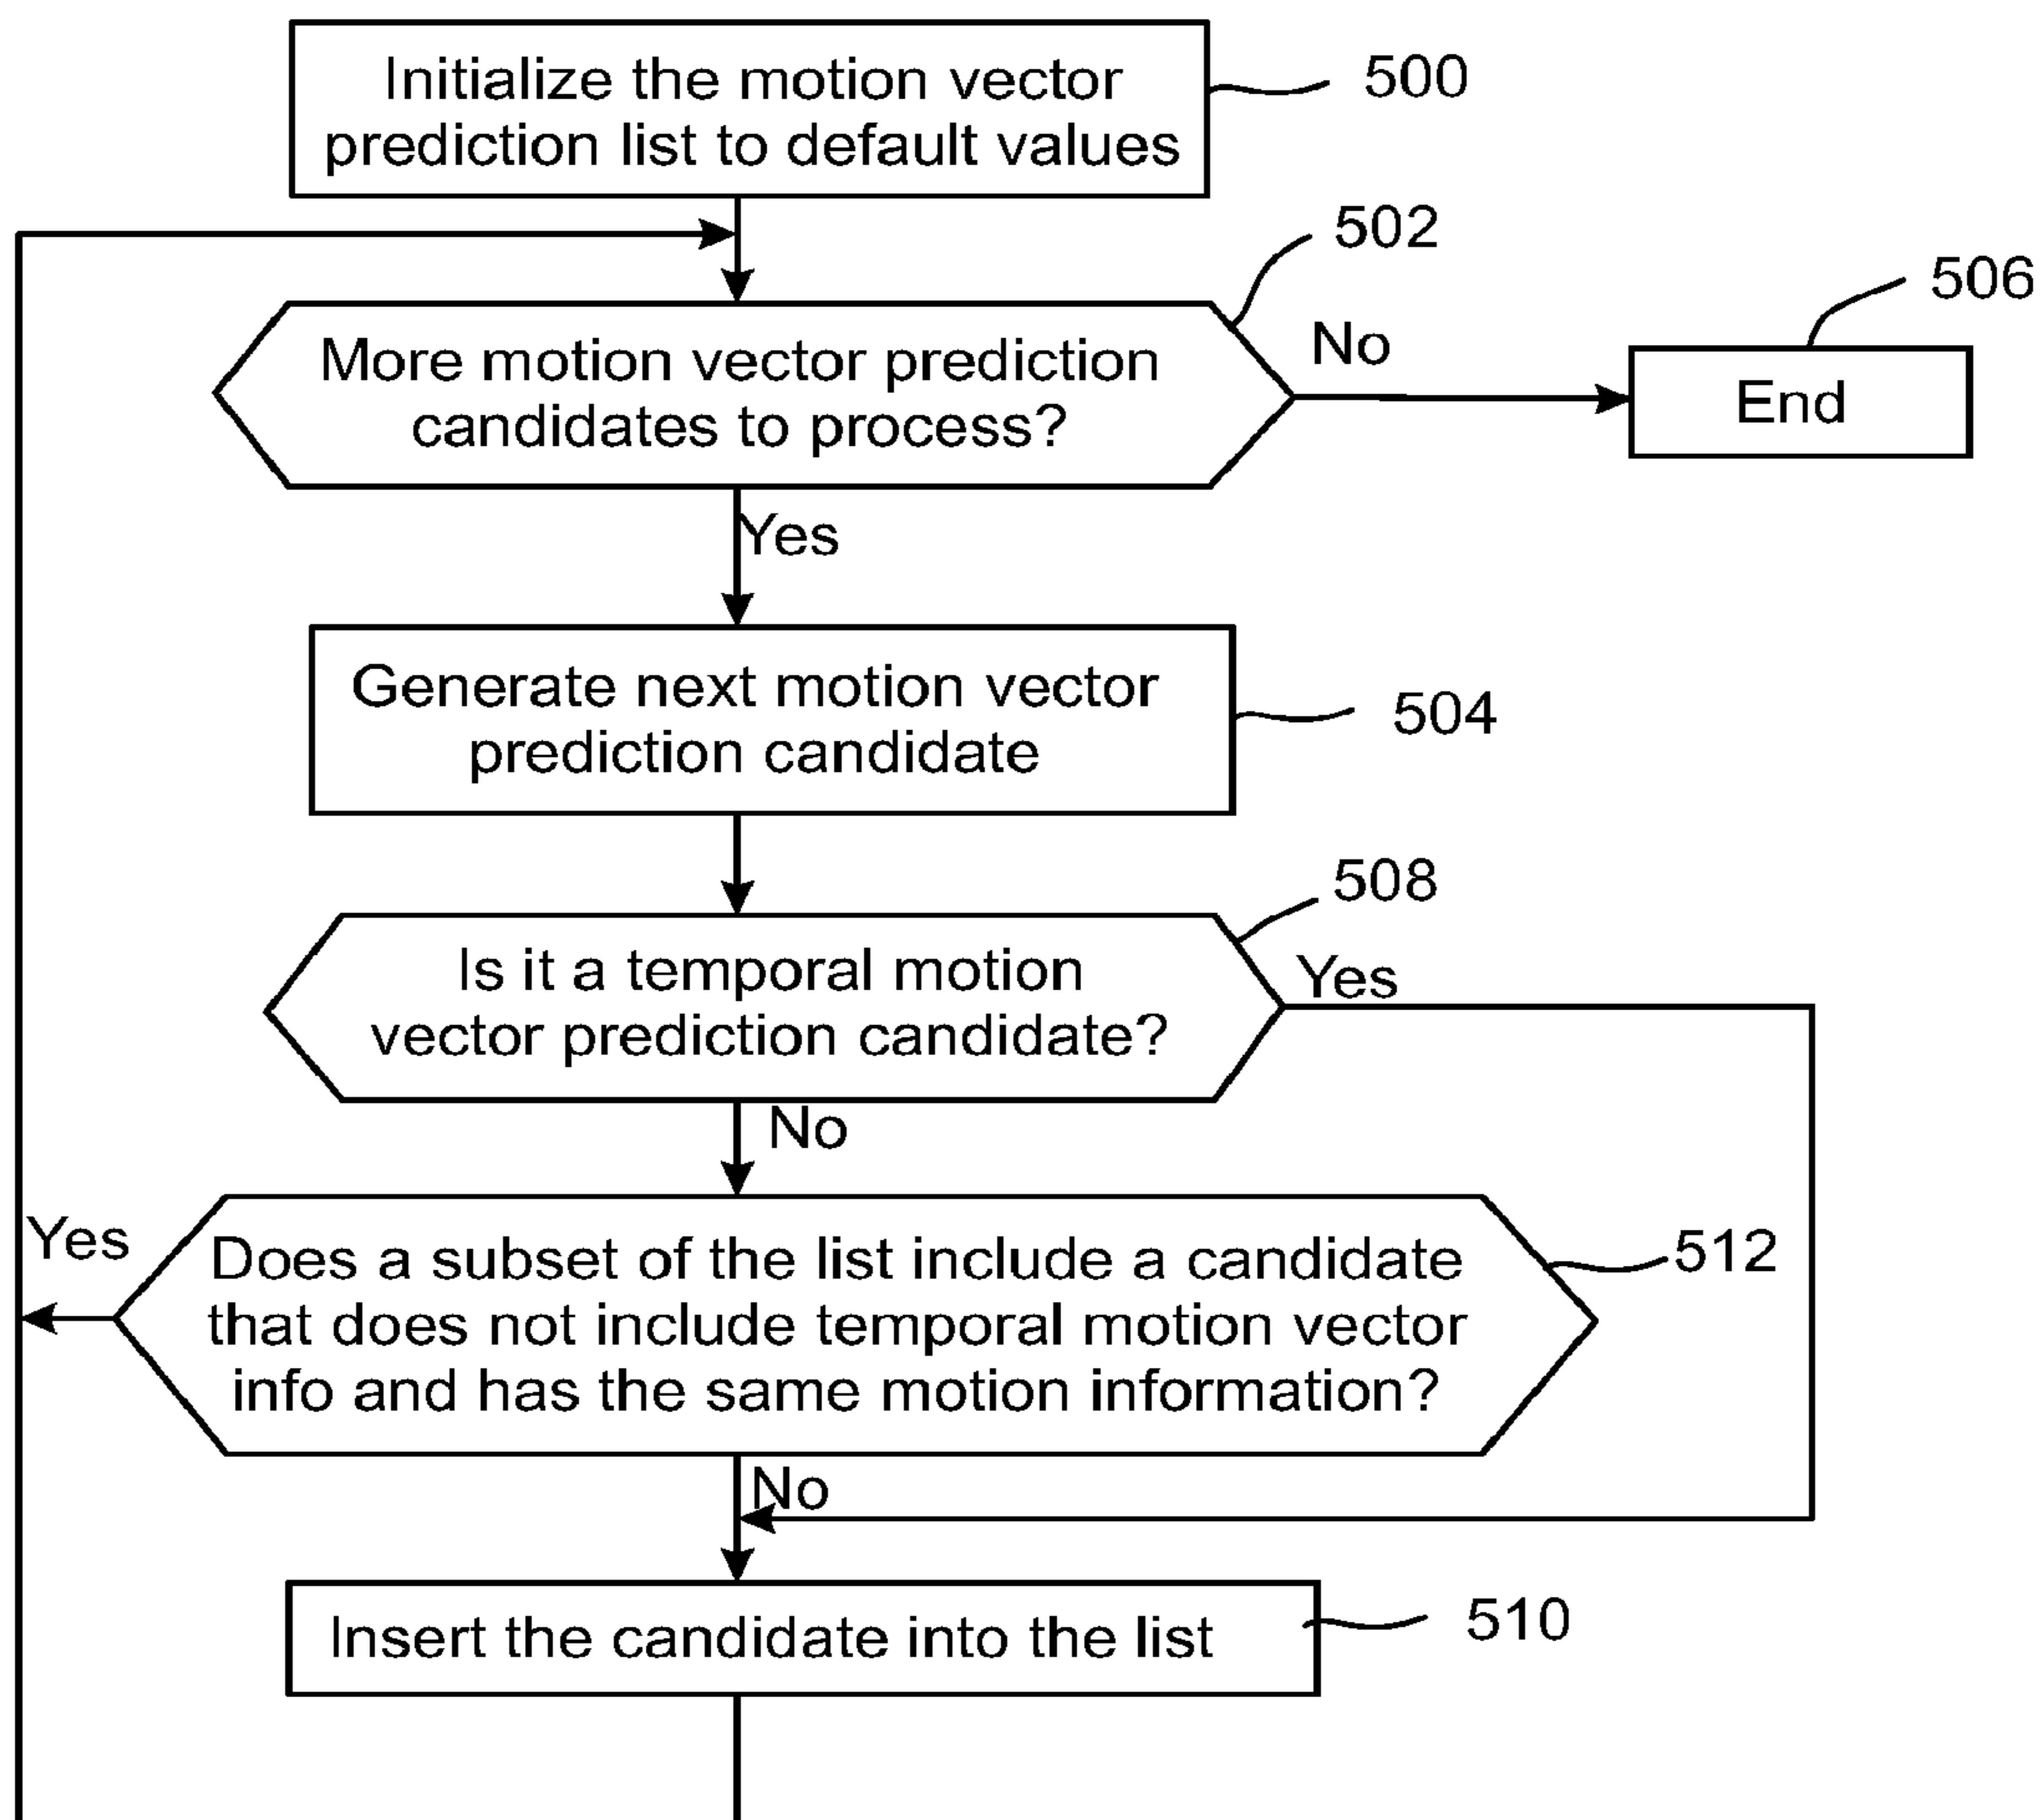 Initialize the motion vector
prediction list to default values
500
502
506
More motion vector prediction
candidates to process?
No
End
Yes
Generate next motion vector
prediction candidate
504
508
Is it a temporal motion
vector prediction candidate?
Yes
No
Yes
Does a subset of the list include a candidate
that does not include temporal motion vector
info and has the same motion information?
512
No
Insert the candidate into the list
510